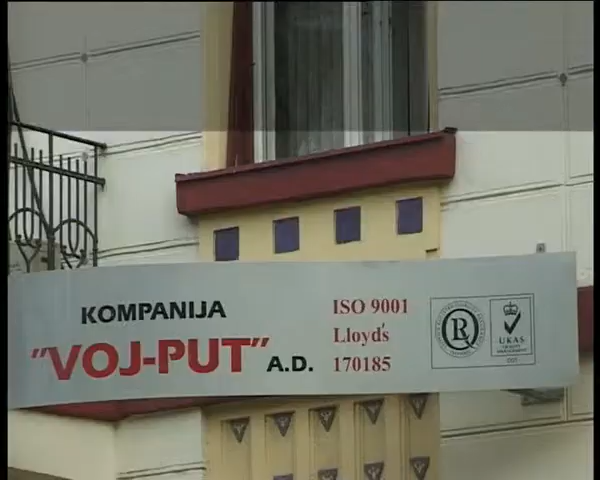 KOMPANIJA
"VOJ-PUT" A.D.
ISO 9001
Lloyd's
170185
R
UKAS